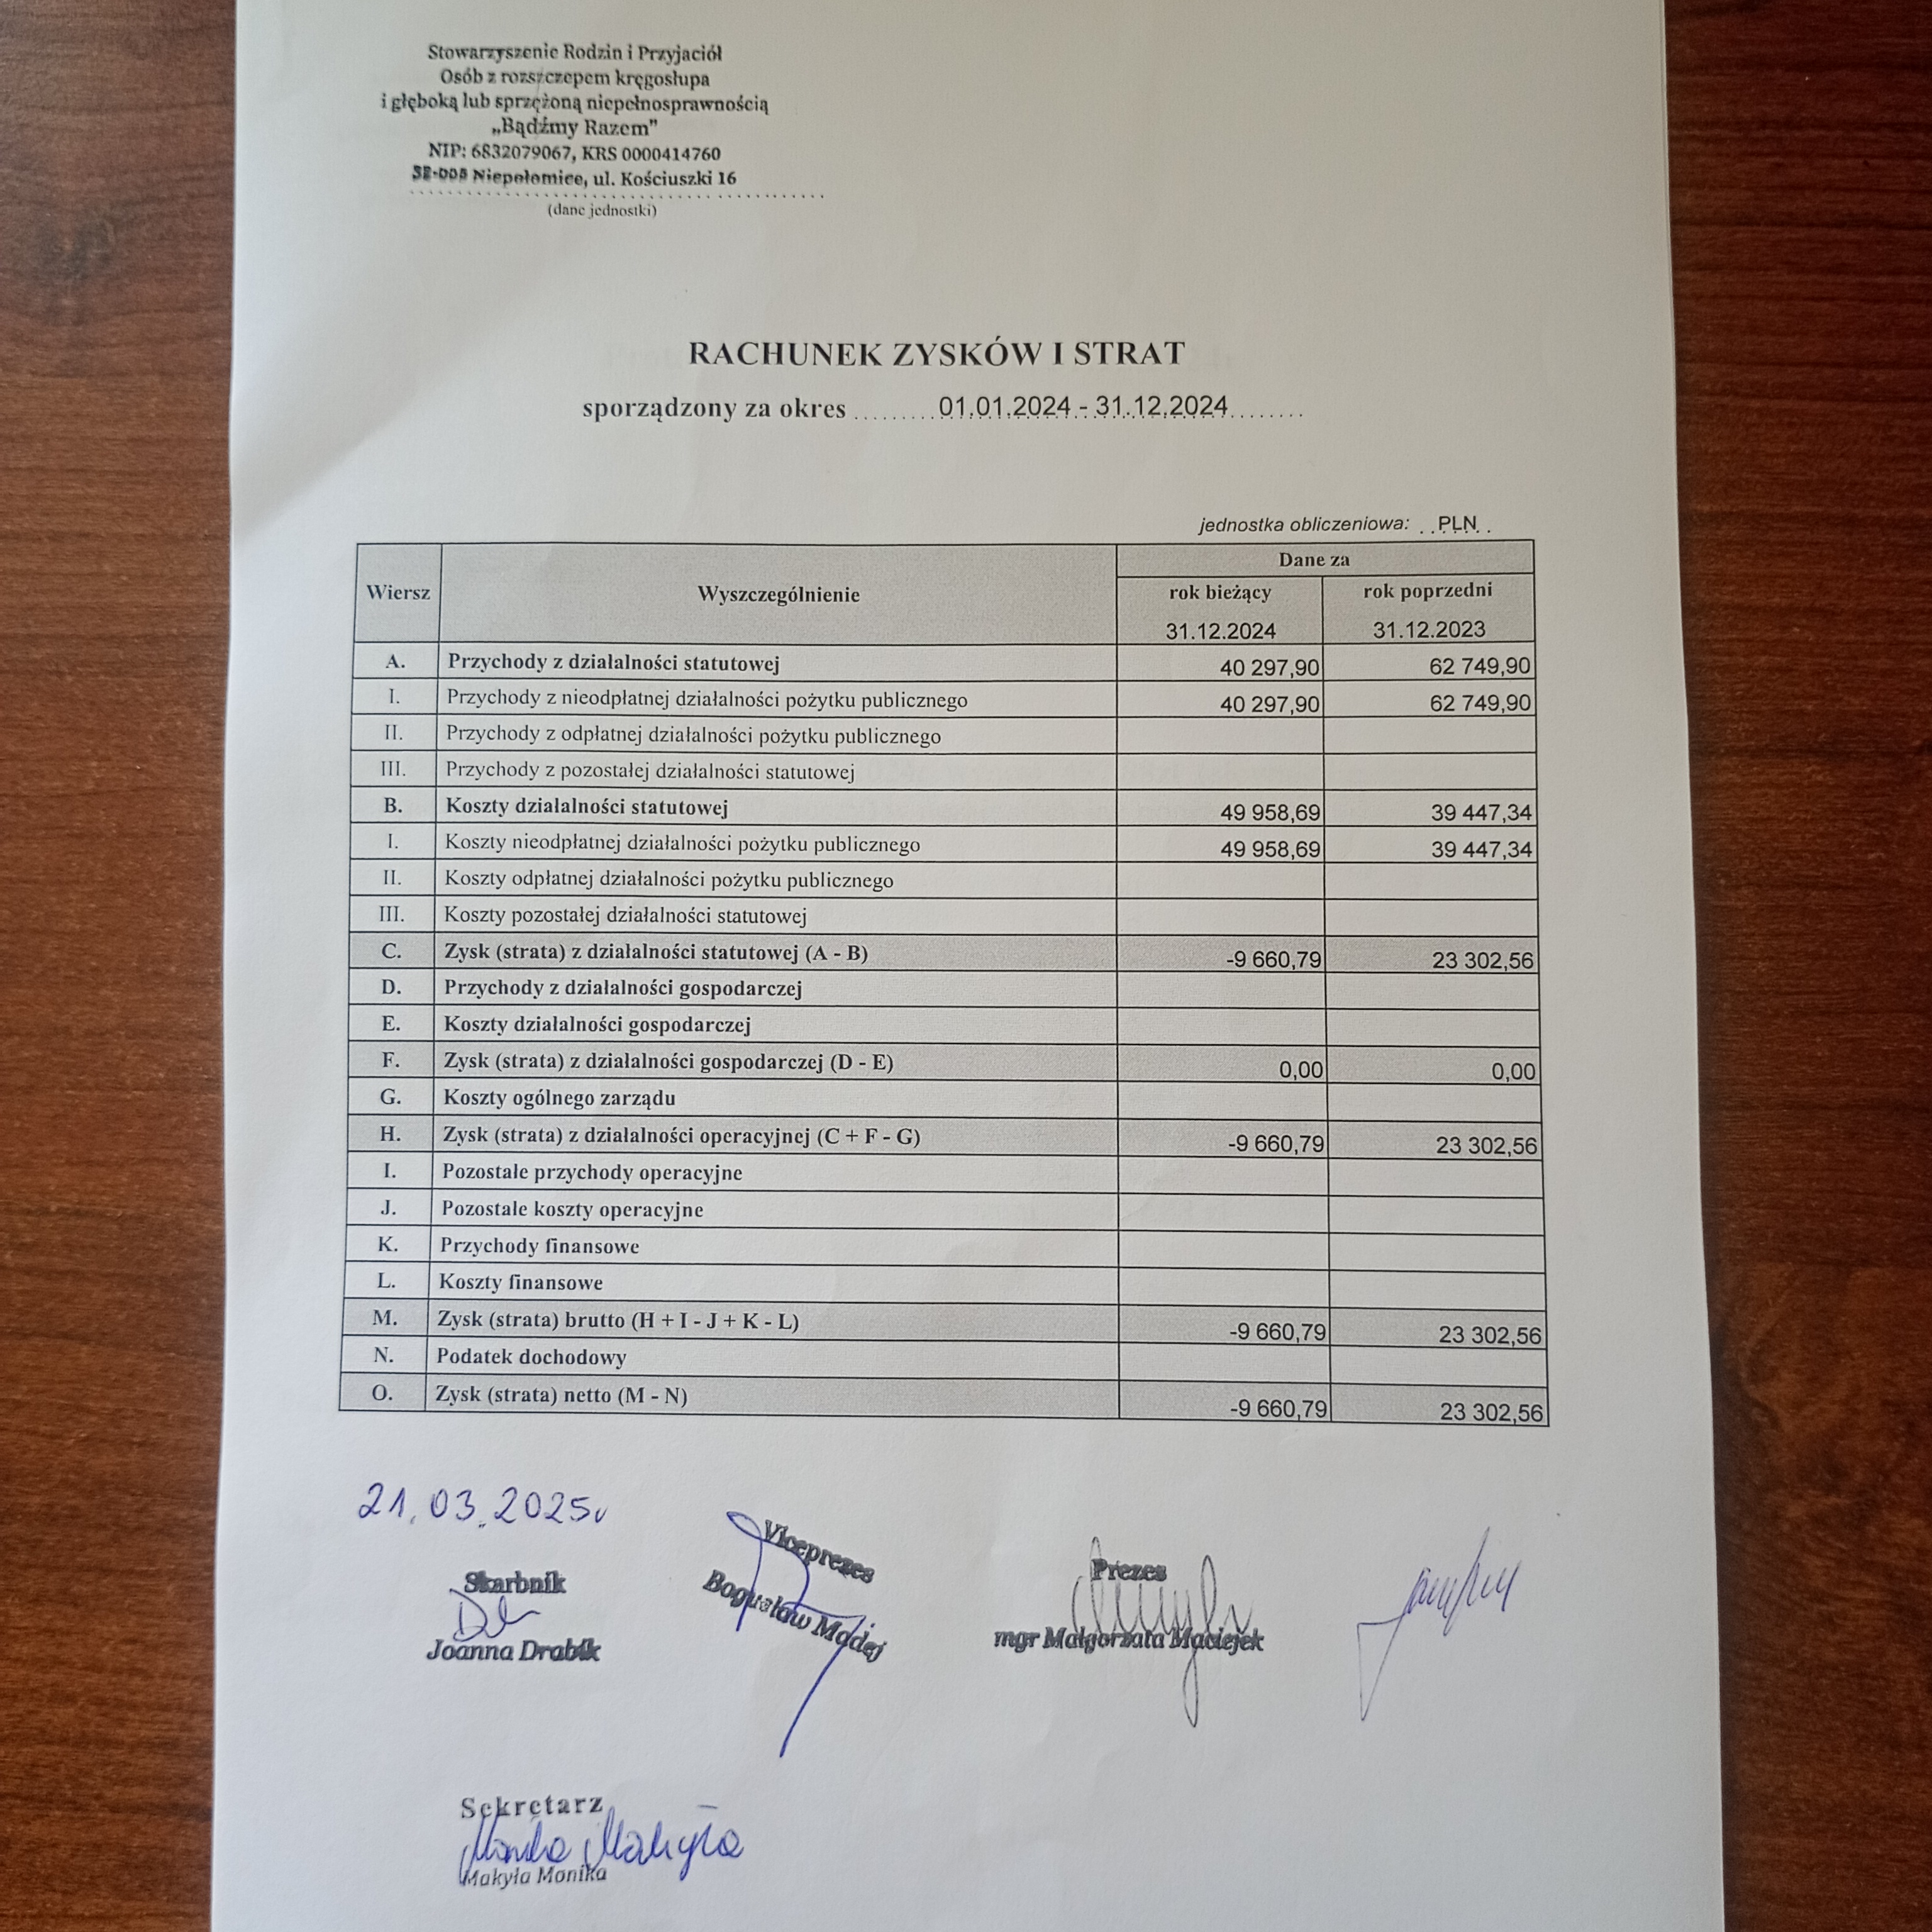 Stowarzyszenie Rodzin i Przyjaciół
Osób z rozszczepem kręgosłupa
i głęboką lub sprzężoną niepełnosprawnością
„Bądźmy Razem”
NIP: 6832079067, KRS 0000414760
32-005 Niepołomice, ul. Kościuszki 16
(dane jednostki)
RACHUNEK ZYSKÓW I STRAT
sporządzony za okres 01.01.2024 - 31.12.2024
jednostka obliczeniowa: PLN
Dane za
Wiersz Wyszczególnienie rok bieżący rok poprzedni
31.12.2024 31.12.2023
A. Przychody z działalności statutowej 40 297,90 62 749,90
I. Przychody z nieodpłatnej działalności pożytku publicznego 40 297,90 62 749,90
II. Przychody z odpłatnej działalności pożytku publicznego
III. Przychody z pozostałej działalności statutowej
B. Koszty działalności statutowej 49 958,69 39 447,34
I. Koszty nieodpłatnej działalności pożytku publicznego 49 958,69 39 447,34
II. Koszty odpłatnej działalności pożytku publicznego
III. Koszty pozostałej działalności statutowej
C. Zysk (strata) z działalności statutowej (A - B) -9 660,79 23 302,56
D. Przychody z działalności gospodarczej
E. Koszty działalności gospodarczej
F. Zysk (strata) z działalności gospodarczej (D - E) 0,00 0,00
G. Koszty ogólnego zarządu
H. Zysk (strata) z działalności operacyjnej (C + F - G) -9 660,79 23 302,56
I. Pozostałe przychody operacyjne
J. Pozostałe koszty operacyjne
K. Przychody finansowe
L. Koszty finansowe
M. Zysk (strata) brutto (H + I - J + K - L) -9 660,79 23 302,56
N. Podatek dochodowy
O. Zysk (strata) netto (M - N) -9 660,79 23 302,56
21.03.2025r
Skarbnik
Joanna Drabik
Viceprezes
Bogusław Madej
Prezes
mgr Małgorzata Maciejek
Sekretarz
Monika Makyła
Makyła Monika